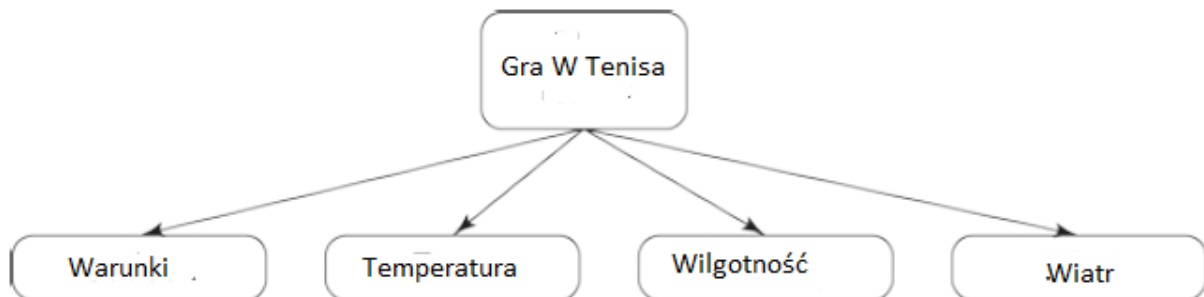 Gra W Tenisa
Warunki
Temperatura
Wilgotność
Wiatr